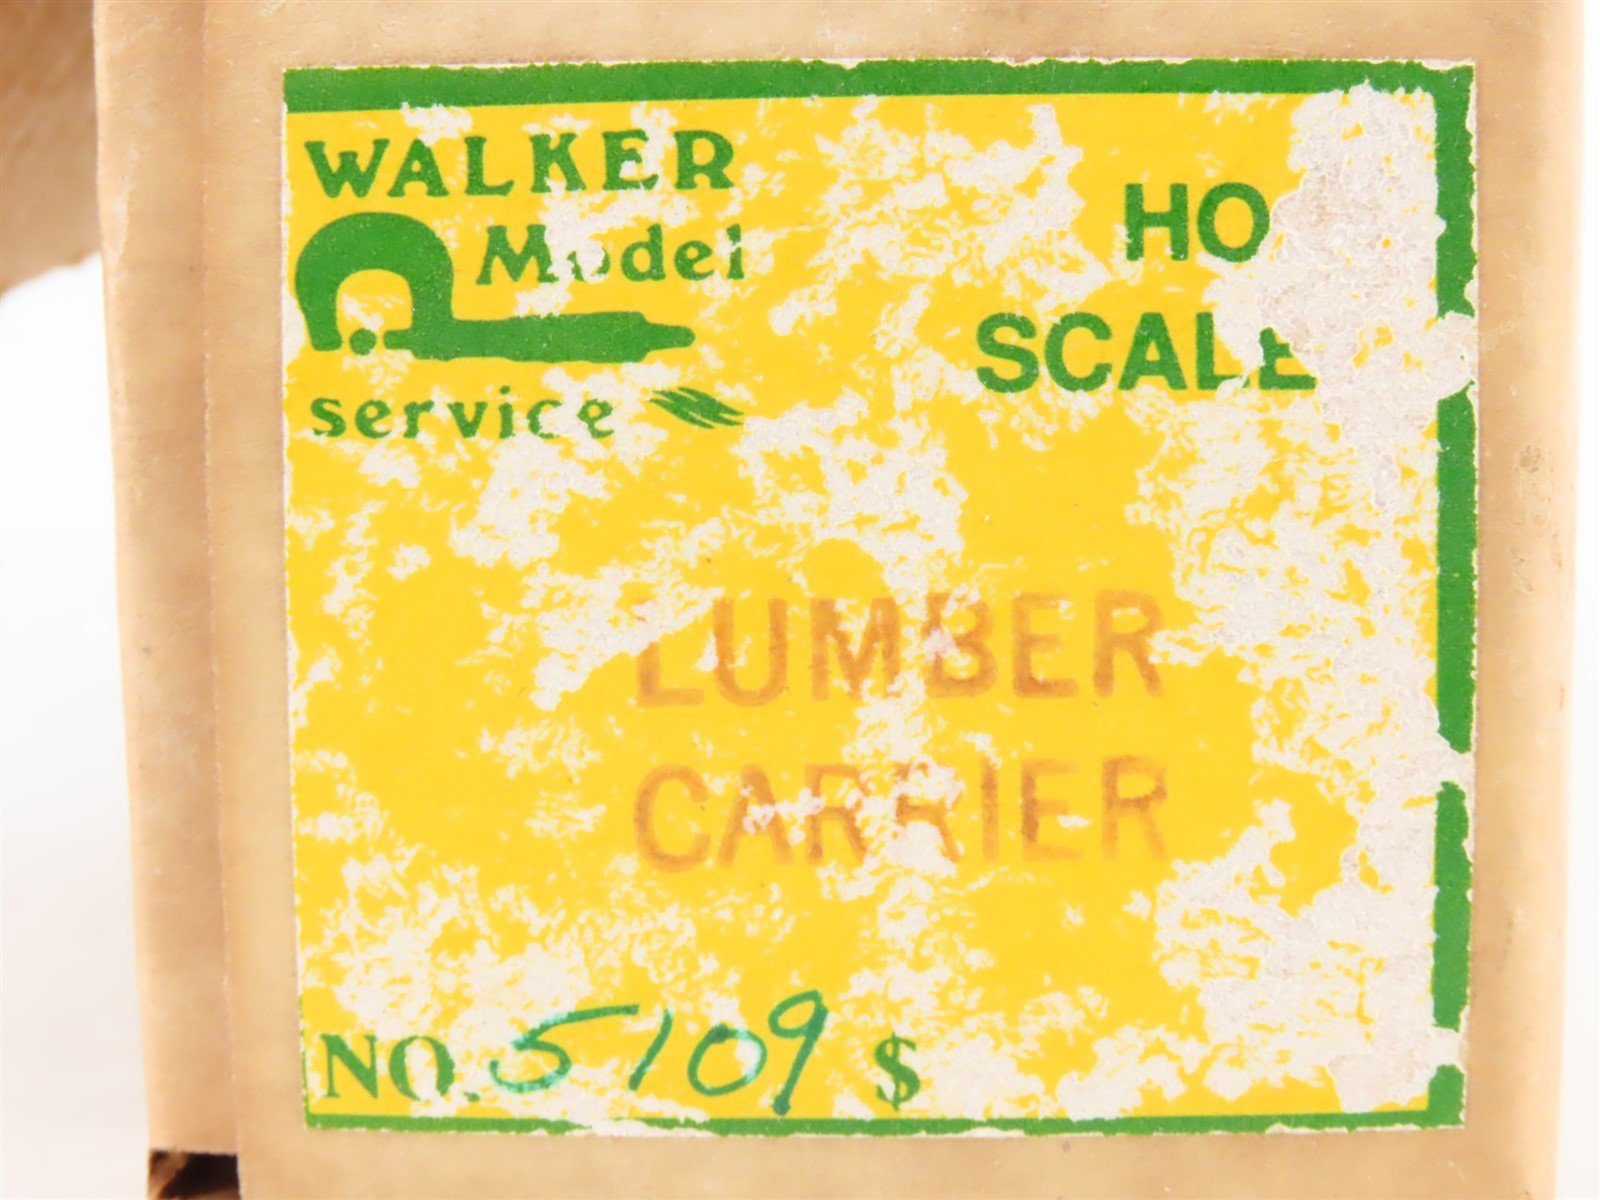 WALKER
Model
service
HO
SCALE
LUMBER
CARRIER
NO. 5109 $